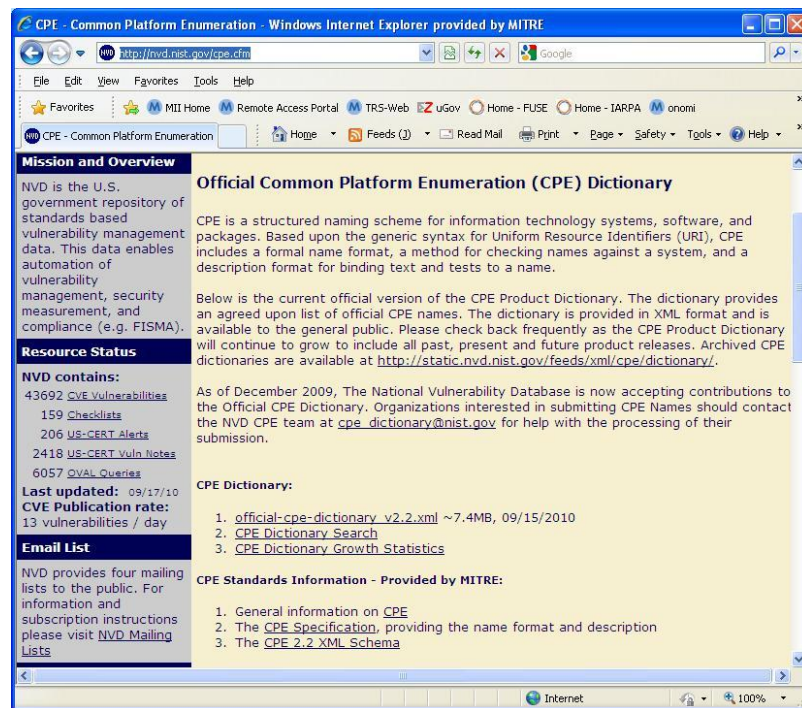 CPE - Common Platform Enumeration - Windows Internet Explorer provided by MITRE
http://nvd.nist.gov/cpe.cfm
Google
File Edit View Favorites Tools Help
Favorites MII Home Remote Access Portal TRS-Web uGov Home - FUSE Home - IARPA onomi
CPE - Common Platform Enumeration Home Feeds (J) Read Mail Print Page Safety Tools Help
Mission and Overview
NVD is the U.S.
government repository of
standards based
vulnerability management
data. This data enables
automation of
vulnerability
management, security
measurement, and
compliance (e.g. FISMA).
Resource Status
NVD contains:
43692 CVE Vulnerabilities
159 Checklists
206 US-CERT Alerts
2418 US-CERT Vuln Notes
6057 OVAL Queries
Last updated: 09/17/10
CVE Publication rate:
13 vulnerabilities / day
Email List
NVD provides four mailing
lists to the public. For
information and
subscription instructions
please visit NVD Mailing
Lists
Official Common Platform Enumeration (CPE) Dictionary
CPE is a structured naming scheme for information technology systems, software, and
packages. Based upon the generic syntax for Uniform Resource Identifiers (URI), CPE
includes a formal name format, a method for checking names against a system, and a
description format for binding text and tests to a name.
Below is the current official version of the CPE Product Dictionary. The dictionary provides
an agreed upon list of official CPE names. The dictionary is provided in XML format and is
available to the general public. Please check back frequently as the CPE Product Dictionary
will continue to grow to include all past, present and future product releases. Archived CPE
dictionaries are available at http://static.nvd.nist.gov/feeds/xml/cpe/dictionary/.
As of December 2009, The National Vulnerability Database is now accepting contributions to
the Official CPE Dictionary. Organizations interested in submitting CPE Names should contact
the NVD CPE team at cpe_dictionary@nist.gov for help with the processing of their
submission.
CPE Dictionary:
1. official-cpe-dictionary_v2.2.xml ~7.4MB, 09/15/2010
2. CPE Dictionary Search
3. CPE Dictionary Growth Statistics
CPE Standards Information - Provided by MITRE:
1. General information on CPE
2. The CPE Specification, providing the name format and description
3. The CPE 2.2 XML Schema
Internet 100%